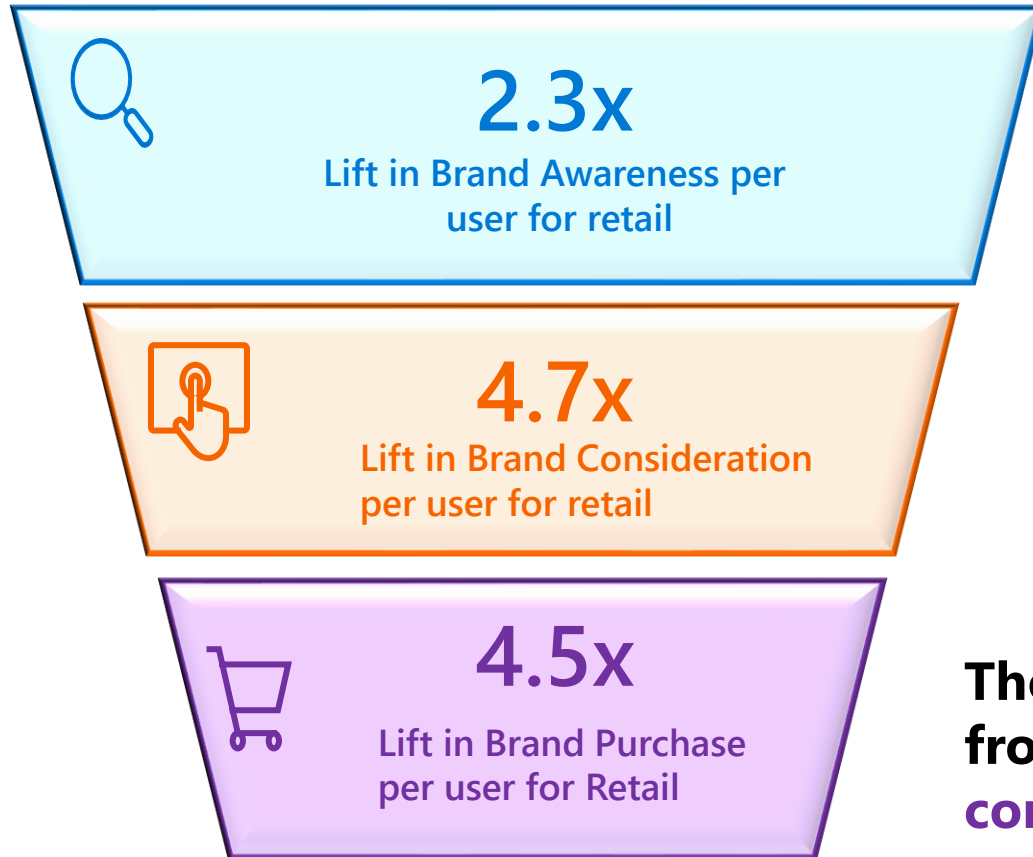 2.3x
Lift in Brand Awareness per
user for retail
4.7x
Lift in Brand Consideration
per user for retail
4.5x
Lift in Brand Purchase
per user for Retail